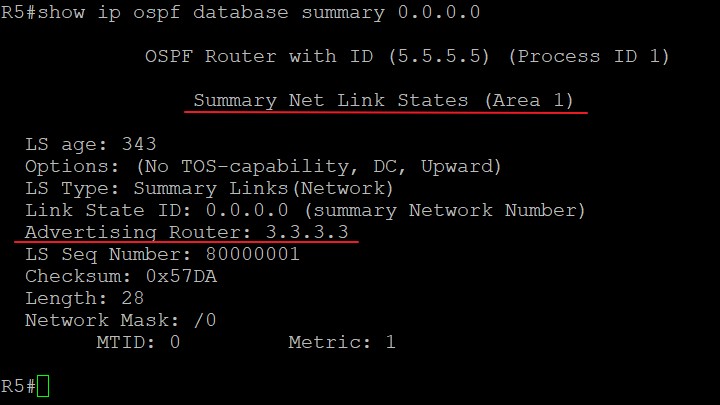 R5#show ip ospf database summary 0.0.0.0
OSPF Router with ID (5.5.5.5) (Process ID 1)
Summary Net Link States (Area 1)
LS age: 343
Options: (No TOS-capability, DC, Upward)
LS Type: Summary Links(Network)
Link State ID: 0.0.0.0 (summary Network Number)
Advertising Router: 3.3.3.3
LS Seq Number: 80000001
Checksum: 0x57DA
Length: 28
Network Mask: /0
MTID: 0 Metric: 1
R5#